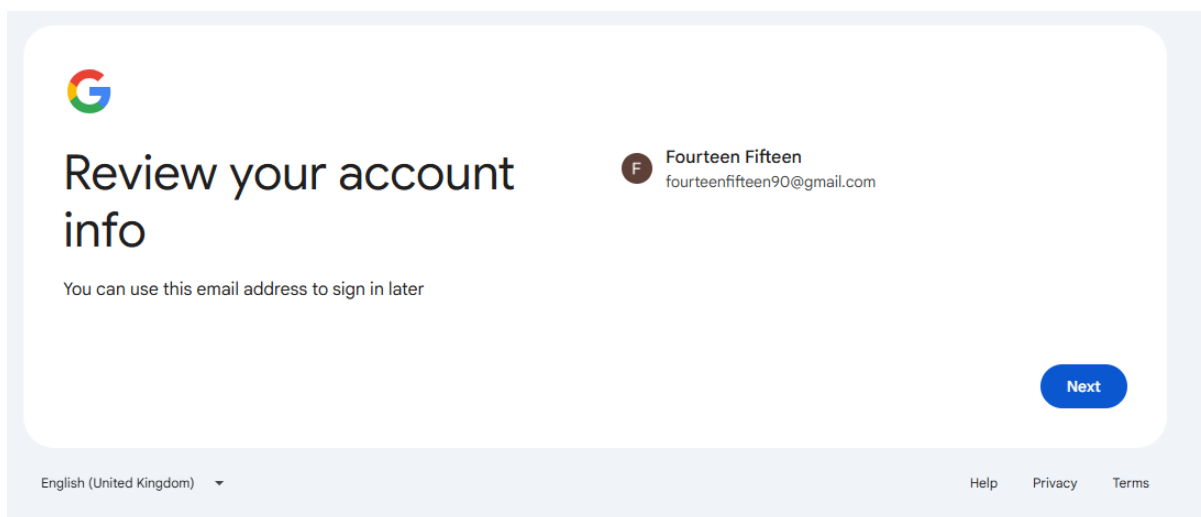 Review your account
info
You can use this email address to sign in later
F
Fourteen Fifteen
fourteenfifteen90@gmail.com
Next
English (United Kingdom)
Help
Privacy
Terms